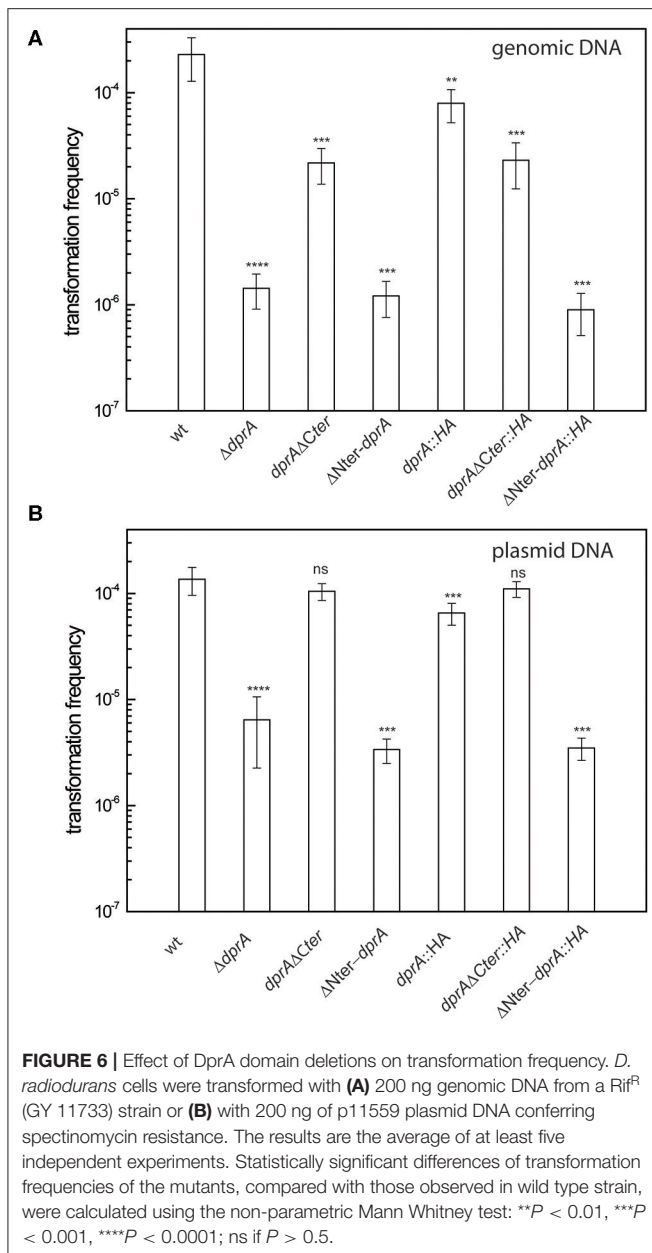 A
genomic DNA
transformation frequency
10⁻⁴
10⁻⁵
10⁻⁶
10⁻⁷
***
**
***
****
***
***
wt
ΔdprA
dprAΔCter
ΔNter-dprA
dprA::HA
dprAΔCter::HA
ΔNter-dprA::HA
B
plasmid DNA
transformation frequency
10⁻⁴
10⁻⁵
10⁻⁶
10⁻⁷
ns
***
ns
****
***
***
wt
ΔdprA
dprAΔCter
ΔNter–dprA
dprA::HA
dprAΔCter::HA
ΔNter–dprA::HA
FIGURE 6 | Effect of DprA domain deletions on transformation frequency. D.
radiodurans cells were transformed with (A) 200 ng genomic DNA from a Rifᴿ
(GY 11733) strain or (B) with 200 ng of p11559 plasmid DNA conferring
spectinomycin resistance. The results are the average of at least five
independent experiments. Statistically significant differences of transformation
frequencies of the mutants, compared with those observed in wild type strain,
were calculated using the non-parametric Mann Whitney test: **P < 0.01, ***P
< 0.001, ****P < 0.0001; ns if P > 0.5.